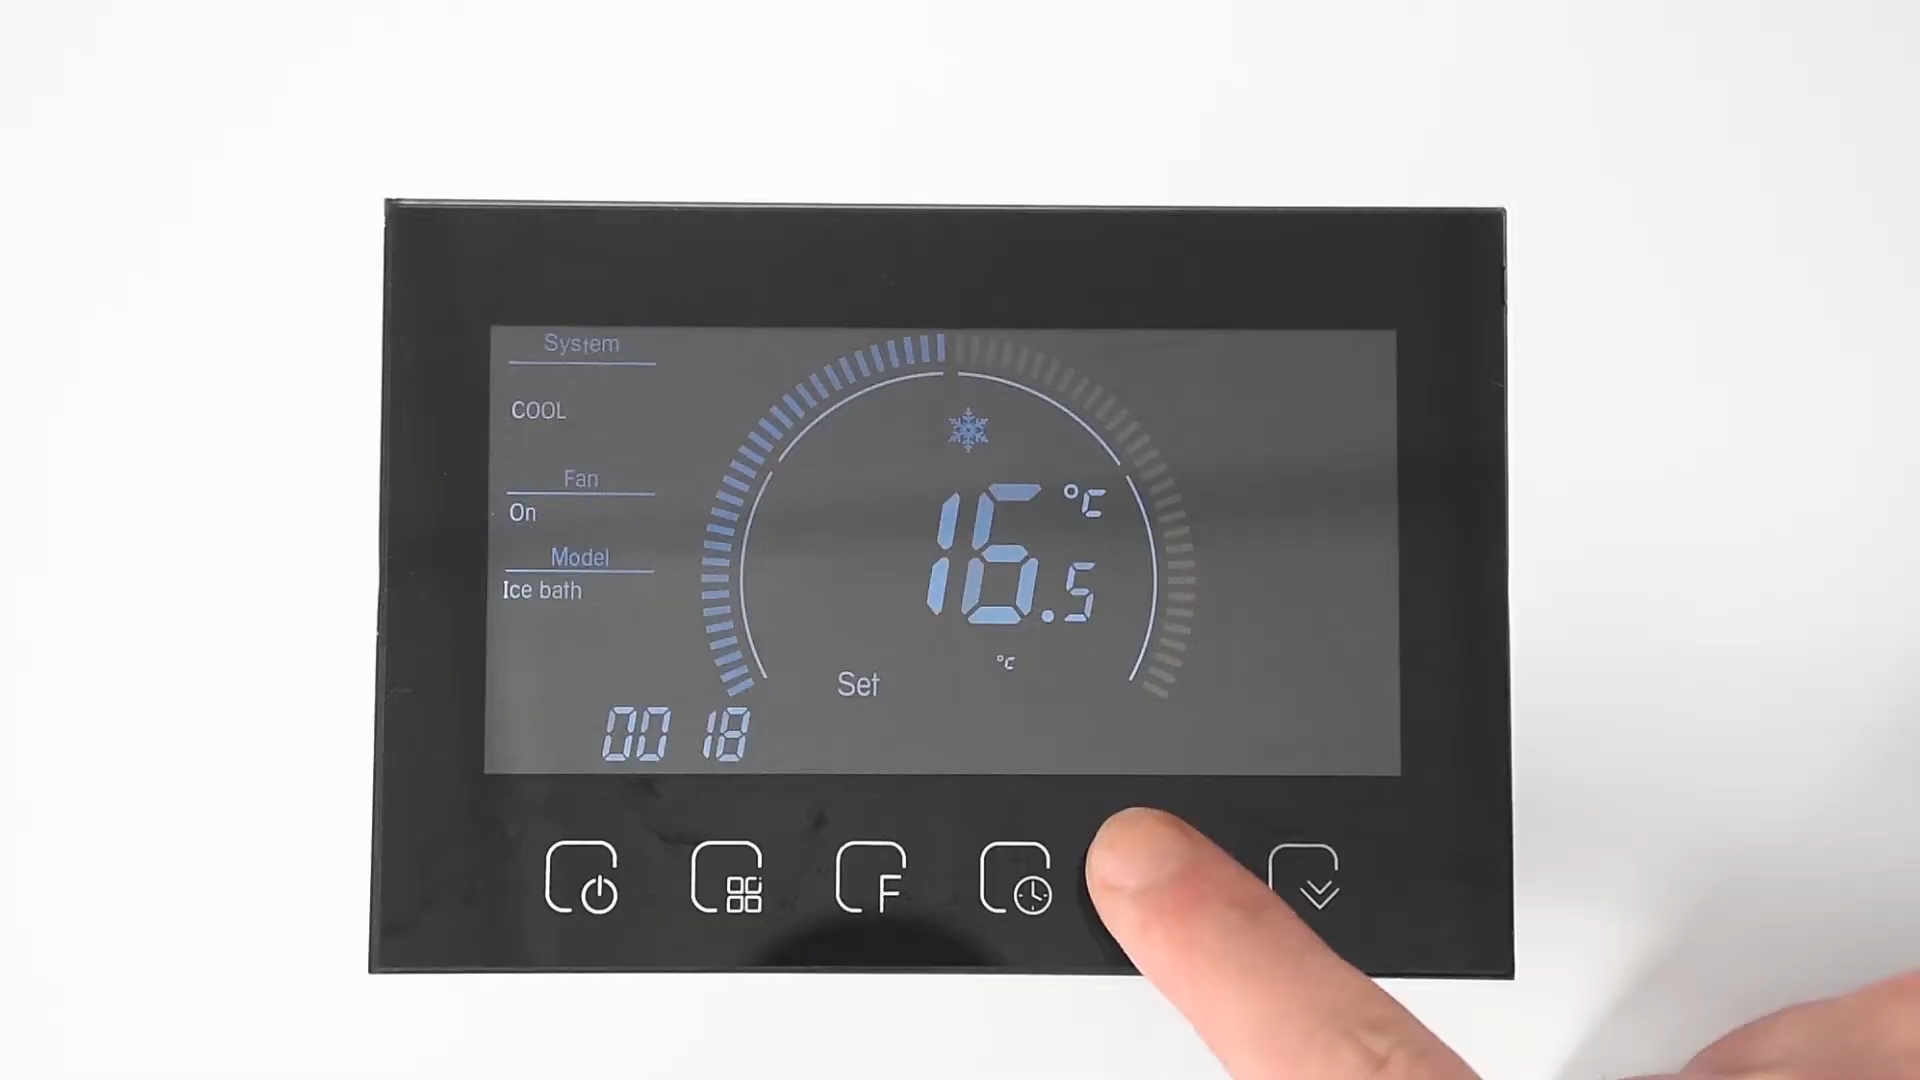 System
COOL
Fan
On
Model
Ice bath
16.5 °C
°C
Set
00 18
F